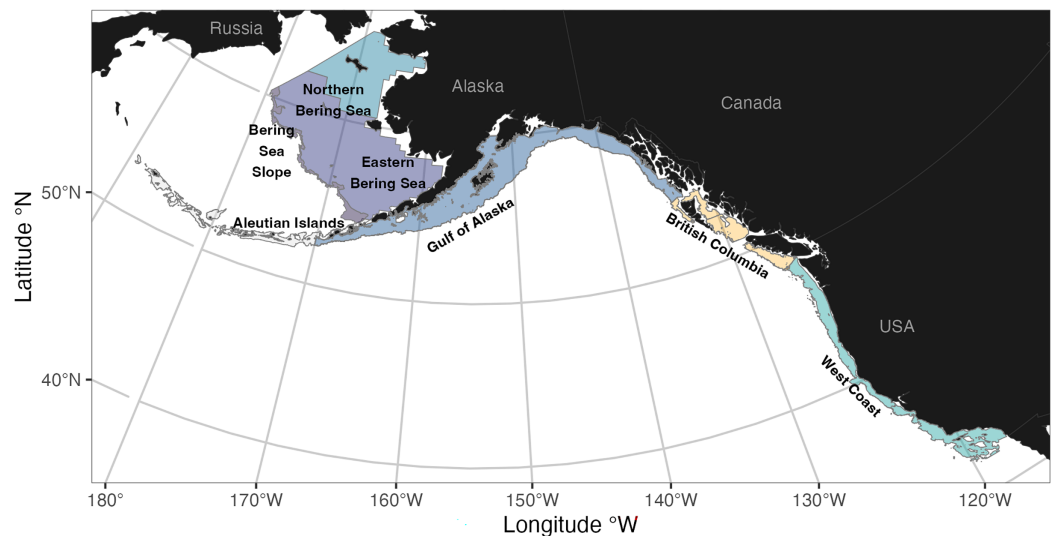 Russia
Alaska
Canada
Northern
Bering Sea
Bering
Sea
Slope
Eastern
Bering Sea
50°N
Aleutian Islands
Gulf of Alaska
British Columbia
Latitude °N
USA
40°N
West Coast
180°
170°W
160°W
150°W
140°W
130°W
120°W
Longitude °W